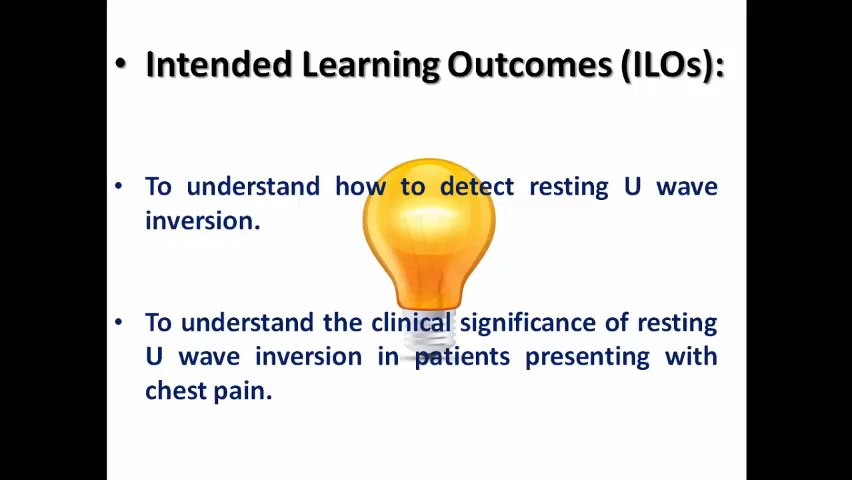 • Intended Learning Outcomes (ILOs):
• To understand how to detect resting U wave
inversion.
• To understand the clinical significance of resting
U wave inversion in patients presenting with
chest pain.